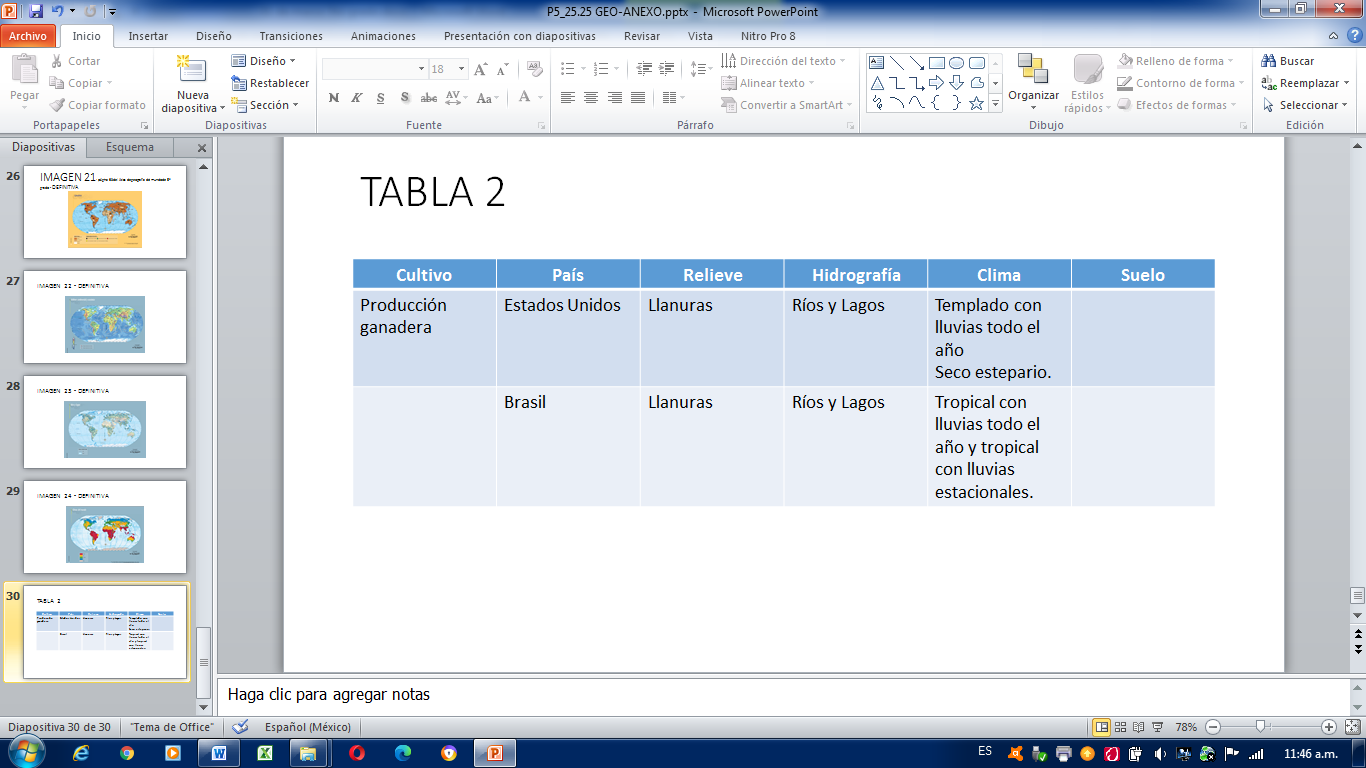 P5_25.25 GEO-ANEXO.pptx - Microsoft PowerPoint
Archivo Inicio Insertar Diseño Transiciones Animaciones Presentación con diapositivas Revisar Vista Nitro Pro 8
Pegar
Cortar
Copiar
Copiar formato
Portapapeles
Nueva
diapositiva
Diseño
Restablecer
Sección
Diapositivas
18
N K S S abc AV Aa A
Fuente
Dirección del texto
Alinear texto
Convertir a SmartArt
Párrafo
Organizar
Estilos
rápidos
Relleno de forma
Contorno de forma
Efectos de formas
Dibujo
Buscar
Reemplazar
Seleccionar
Edición
Diapositivas Esquema
26
IMAGEN 21
DEFINITIVA
27
IMAGEN 22 - DEFINITIVA
28
IMAGEN 23 - DEFINITIVA
29
IMAGEN 24 - DEFINITIVA
30
TABLA 2
TABLA 2
Cultivo País Relieve Hidrografía Clima Suelo
Producción
ganadera
Estados Unidos
Llanuras
Ríos y Lagos
Templado con
lluvias todo el
año
Seco estepario.
Brasil
Llanuras
Ríos y Lagos
Tropical con
lluvias todo el
año y tropical
con lluvias
estacionales.
Haga clic para agregar notas
Diapositiva 30 de 30 "Tema de Office" Español (México) 78%
ES 11:46 a.m.